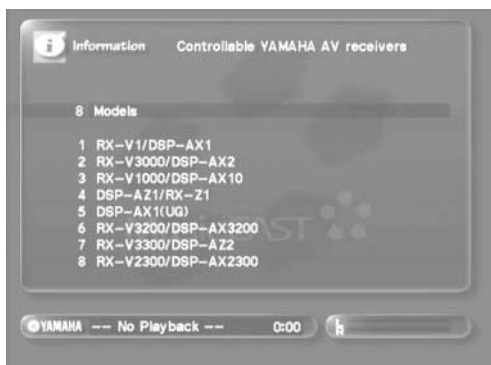 Information Controllable YAMAHA AV receivers
8 Models
1 RX-V1/DSP-AX1
2 RX-V3000/DSP-AX2
3 RX-V1000/DSP-AX10
4 DSP-AZ1/RX-Z1
5 DSP-AX1(UG)
6 RX-V3200/DSP-AX3200
7 RX-V3300/DSP-AZ2
8 RX-V2300/DSP-AX2300
YAMAHA -- No Playback -- 0:00